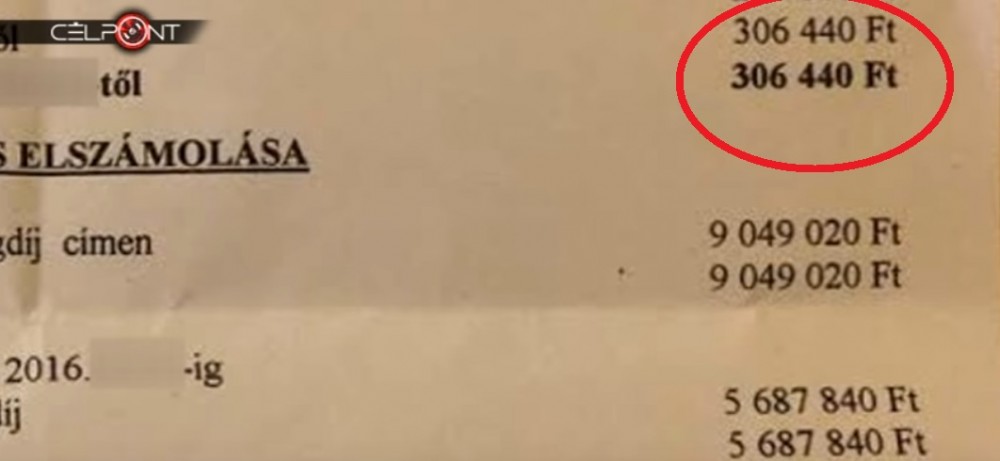 CÉLPONT
306 440 Ft
től 306 440 Ft
ELSZÁMOLÁSA
címen 9 049 020 Ft
9 049 020 Ft
2016. -ig
5 687 840 Ft
5 687 840 Ft